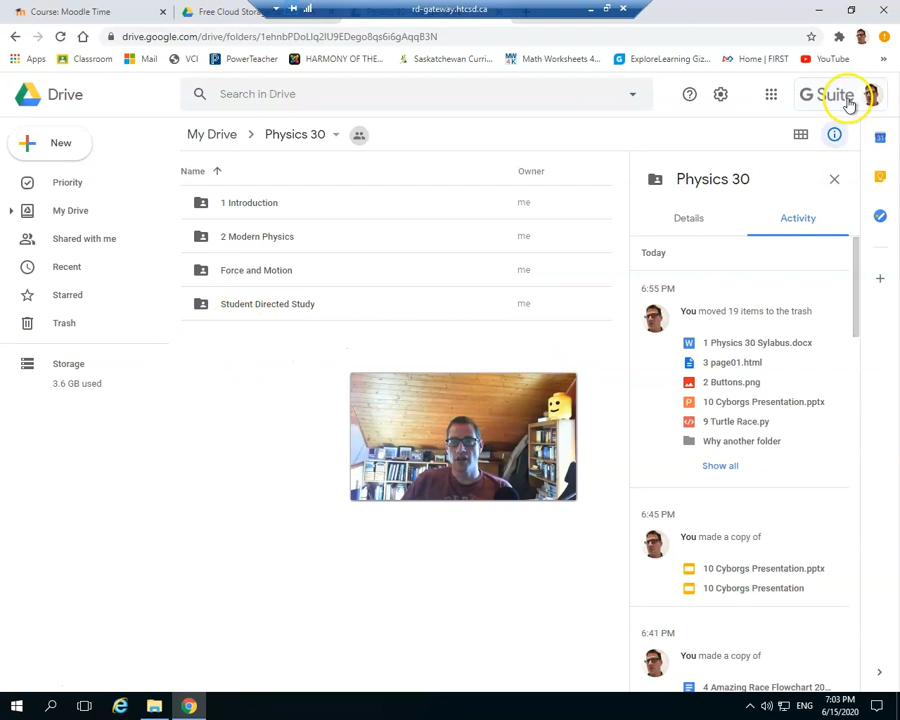 Course: Moodle Time
Free Cloud Storag
rd-gateway.htcsd.ca
drive.google.com/drive/folders/1ehnbPDoLlq2IU9EDego8qs6i6gAqqB3N
Apps
Classroom
Mail
VCI
PowerTeacher
HARMONY OF THE...
Saskatchewan Curri...
Math Worksheets 4...
ExploreLearning Giz...
Home | FIRST
YouTube
Drive
Search in Drive
G Suite
New
My Drive
Physics 30
Name
Owner
Priority
My Drive
Shared with me
Recent
Starred
Trash
Storage
3.6 GB used
1 Introduction me
2 Modern Physics me
Force and Motion me
Student Directed Study me
Physics 30
Details
Activity
Today
6:55 PM
You moved 19 items to the trash
1 Physics 30 Sylabus.docx
3 page01.html
2 Buttons.png
10 Cyborgs Presentation.pptx
9 Turtle Race.py
Why another folder
Show all
6:45 PM
You made a copy of
10 Cyborgs Presentation.pptx
10 Cyborgs Presentation
6:41 PM
You made a copy of
4 Amazing Race Flowchart 20...
ENG
7:03 PM
6/15/2020